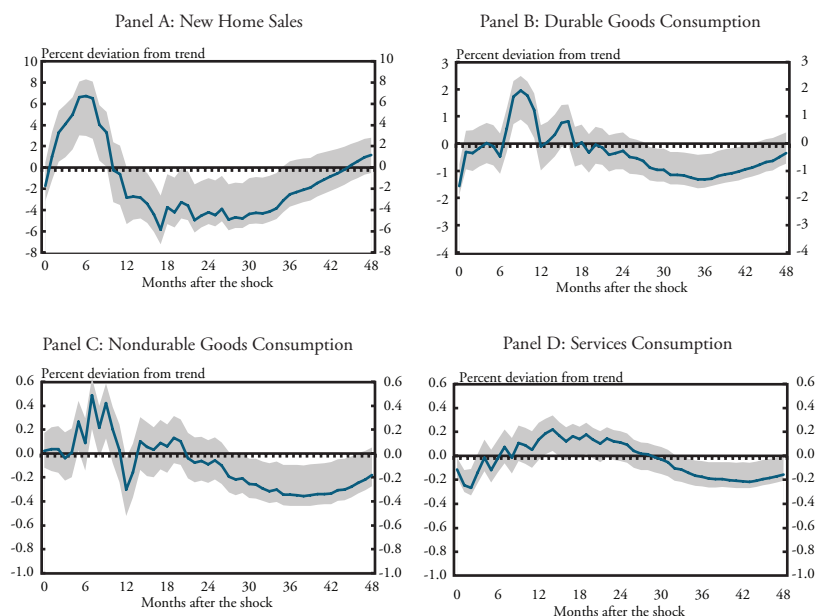 Panel A: New Home Sales
Percent deviation from trend
10 10
8 8
6 6
4 4
2 2
0 0
-2 -2
-4 -4
-6 -6
-8 -8
0 6 12 18 24 30 36 42 48
Months after the shock
Panel B: Durable Goods Consumption
Percent deviation from trend
3 3
2 2
1 1
0 0
-1 -1
-2 -2
-3 -3
-4 -4
0 6 12 18 24 30 36 42 48
Months after the shock
Panel C: Nondurable Goods Consumption
Percent deviation from trend
0.6 0.6
0.4 0.4
0.2 0.2
0.0 0.0
-0.2 -0.2
-0.4 -0.4
-0.6 -0.6
-0.8 -0.8
-1.0 -1.0
0 6 12 18 24 30 36 42 48
Months after the shock
Panel D: Services Consumption
Percent deviation from trend
0.6 0.6
0.4 0.4
0.2 0.2
0.0 0.0
-0.2 -0.2
-0.4 -0.4
-0.6 -0.6
-0.8 -0.8
-1.0 -1.0
0 6 12 18 24 30 36 42 48
Months after the shock